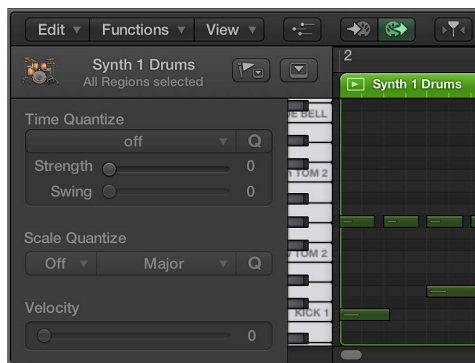 Edit Functions View
2
Synth 1 Drums
All Regions selected
Synth 1 Drums
Time Quantize
off Q
Strength 0
Swing 0
Scale Quantize
Off Major Q
Velocity
0
BELL
TOM 2
TOM 2
KICK 1